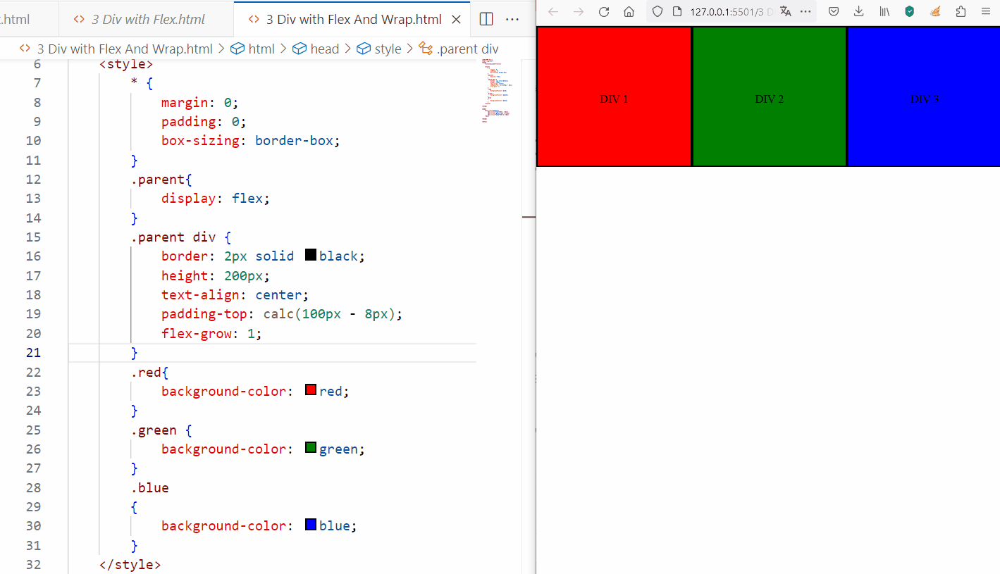 .html
3 Div with Flex.html
3 Div with Flex And Wrap.html
127.0.0.1:5501/3 D
3 Div with Flex And Wrap.html > html > head > style > .parent div
6 <style>
7 * {
8 margin: 0;
9 padding: 0;
10 box-sizing: border-box;
11 }
12 .parent{
13 display: flex;
14 }
15 .parent div {
16 border: 2px solid black;
17 height: 200px;
18 text-align: center;
19 padding-top: calc(100px - 8px);
20 flex-grow: 1;
21 }
22 .red{
23 background-color: red;
24 }
25 .green {
26 background-color: green;
27 }
28 .blue
29 {
30 background-color: blue;
31 }
32 </style>
DIV 1
DIV 2
DIV 3